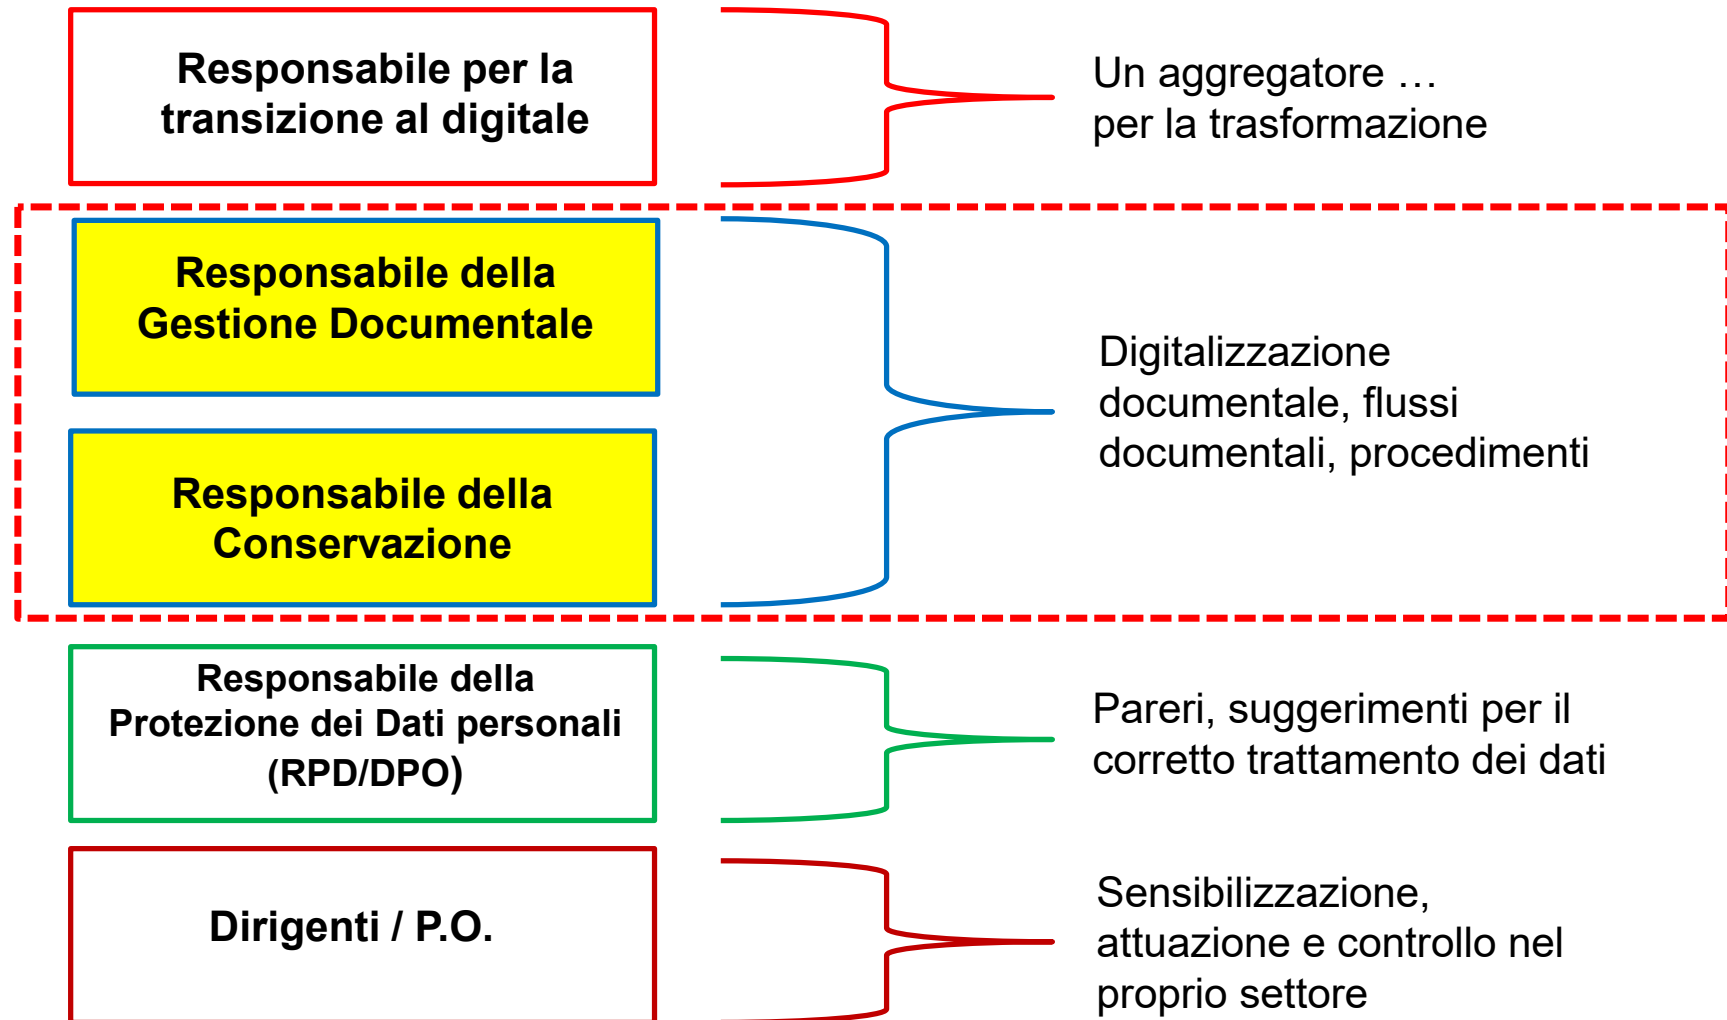 Responsabile per la
transizione al digitale
Un aggregatore …
per la trasformazione
Responsabile della
Gestione Documentale
Responsabile della
Conservazione
Digitalizzazione
documentale, flussi
documentali, procedimenti
Responsabile della
Protezione dei Dati personali
(RPD/DPO)
Pareri, suggerimenti per il
corretto trattamento dei dati
Dirigenti / P.O.
Sensibilizzazione,
attuazione e controllo nel
proprio settore